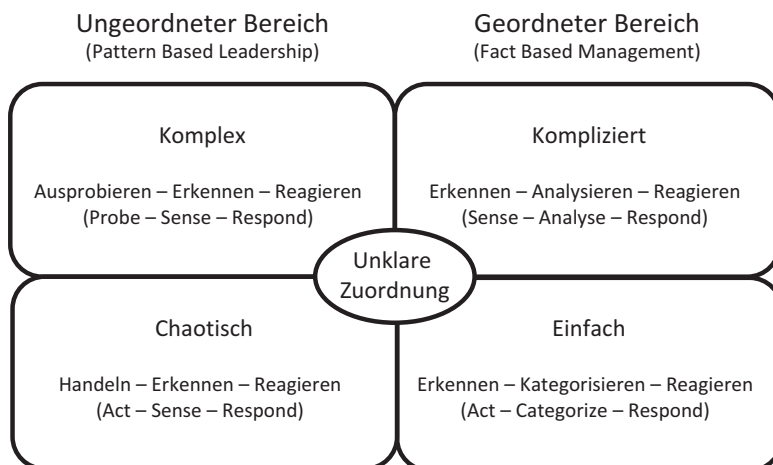 Ungeordneter Bereich
(Pattern Based Leadership)
Geordneter Bereich
(Fact Based Management)
Komplex
Ausprobieren – Erkennen – Reagieren
(Probe – Sense – Respond)
Kompliziert
Erkennen – Analysieren – Reagieren
(Sense – Analyse – Respond)
Unklare
Zuordnung
Chaotisch
Handeln – Erkennen – Reagieren
(Act – Sense – Respond)
Einfach
Erkennen – Kategorisieren – Reagieren
(Act – Categorize – Respond)